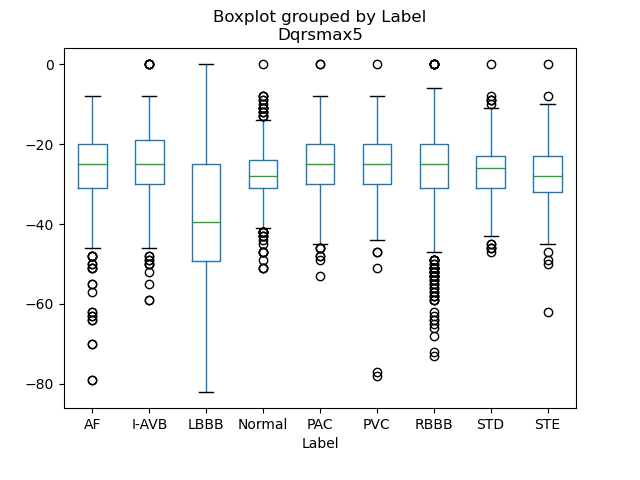 Boxplot grouped by Label
Dqrsmax5
0
−20
−40
−60
−80
AF I-AVB LBBB Normal PAC PVC RBBB STD STE
Label